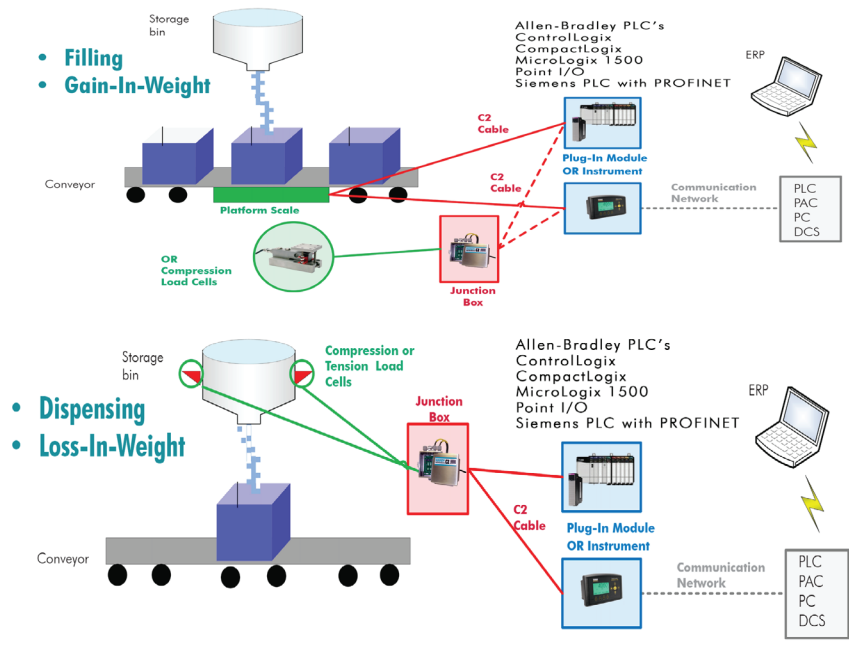 Storage
bin
• Filling
• Gain-In-Weight
Allen-Bradley PLC's
ControlLogix
CompactLogix
MicroLogix 1500
Point I/O
Siemens PLC with PROFINET
ERP
C2
Cable
Plug-In Module
OR Instrument
C2
Cable
Conveyor
Platform Scale
Communication
Network
PLC
PAC
PC
DCS
OR
Compression
Load Cells
Junction
Box
Storage
bin
Compression or
Tension Load
Cells
• Dispensing
• Loss-In-Weight
Junction
Box
Allen-Bradley PLC's
ControlLogix
CompactLogix
MicroLogix 1500
Point I/O
Siemens PLC with PROFINET
ERP
C2
Cable
Plug-In Module
OR Instrument
Conveyor
Communication
Network
PLC
PAC
PC
DCS